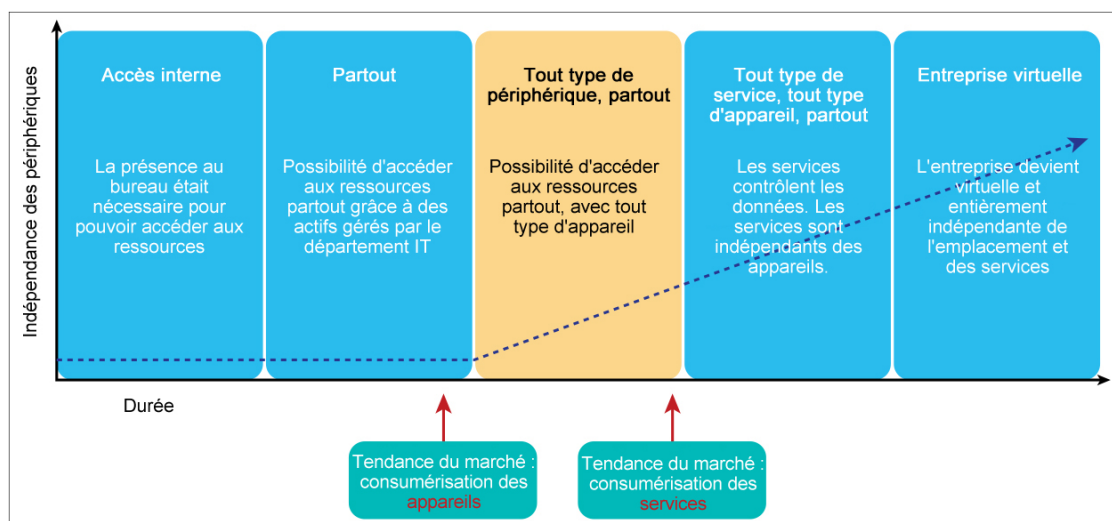 Indépendance des périphériques
Accès interne
La présence au
bureau était
nécessaire pour
pouvoir accéder aux
ressources
Partout
Possibilité d'accéder
aux ressources
partout grâce à des
actifs gérés par le
département IT
Tout type de
périphérique, partout
Possibilité d'accéder
aux ressources
partout, avec tout
type d'appareil
Tout type de
service, tout type
d'appareil, partout
Les services
contrôlent les
données. Les
services sont
indépendants des
appareils.
Entreprise virtuelle
L'entreprise devient
virtuelle et
entièrement
indépendante de
l'emplacement et
des services
Durée
Tendance du marché :
consumérisation des
appareils
Tendance du marché :
consumérisation des
services